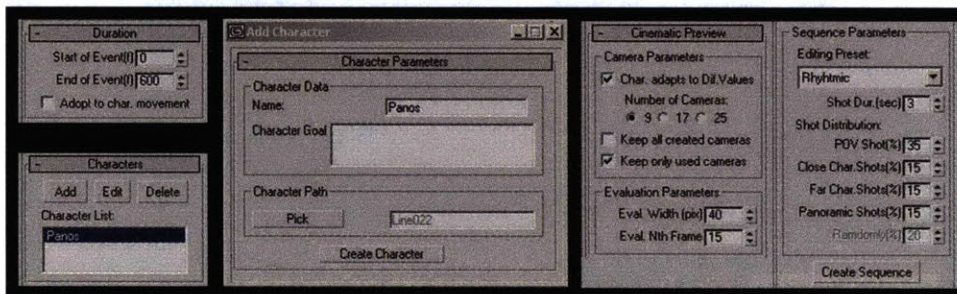 - Duration
Start of Event(f) 0
End of Event(f) 600
Adopt to char. movement
- Characters
Add Edit Delete
Character List:
Panos
Add Character
- Character Parameters
Character Data
Name: Panos
Character Goal
Character Path
Pick Line022
Create Character
- Cinematic Preview
Camera Parameters
Char. adapts to Dif.Values
Number of Cameras:
9 17 25
Keep all created cameras
Keep only used cameras
Evaluation Parameters
Eval. Width (pix) 40
Eval. Nth Frame 15
Sequence Parameters
Editing Preset:
Rhyhtmic
Shot Dur.(sec) 3
Shot Distribution:
POV Shot(%) 35
Close Char.Shots(%) 15
Far Char.Shots(%) 15
Panoramic Shots(%) 15
Ramdomly(%) 20
Create Sequence